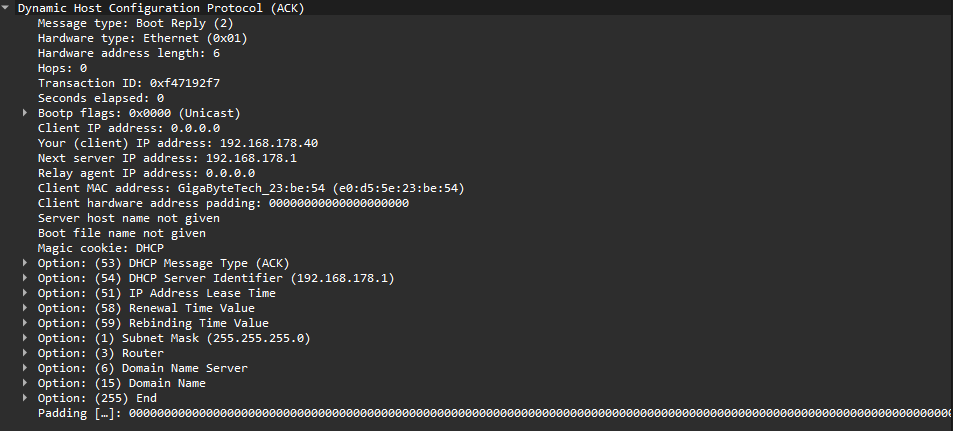 Dynamic Host Configuration Protocol (ACK)
Message type: Boot Reply (2)
Hardware type: Ethernet (0x01)
Hardware address length: 6
Hops: 0
Transaction ID: 0xf47192f7
Seconds elapsed: 0
Bootp flags: 0x0000 (Unicast)
Client IP address: 0.0.0.0
Your (client) IP address: 192.168.178.40
Next server IP address: 192.168.178.1
Relay agent IP address: 0.0.0.0
Client MAC address: GigaByteTech_23:be:54 (e0:d5:5e:23:be:54)
Client hardware address padding: 00000000000000000000
Server host name not given
Boot file name not given
Magic cookie: DHCP
Option: (53) DHCP Message Type (ACK)
Option: (54) DHCP Server Identifier (192.168.178.1)
Option: (51) IP Address Lease Time
Option: (58) Renewal Time Value
Option: (59) Rebinding Time Value
Option: (1) Subnet Mask (255.255.255.0)
Option: (3) Router
Option: (6) Domain Name Server
Option: (15) Domain Name
Option: (255) End
Padding […]: 000000000000000000000000000000000000000000000000000000000000000000000000000000000000000000000000000000000000000000000